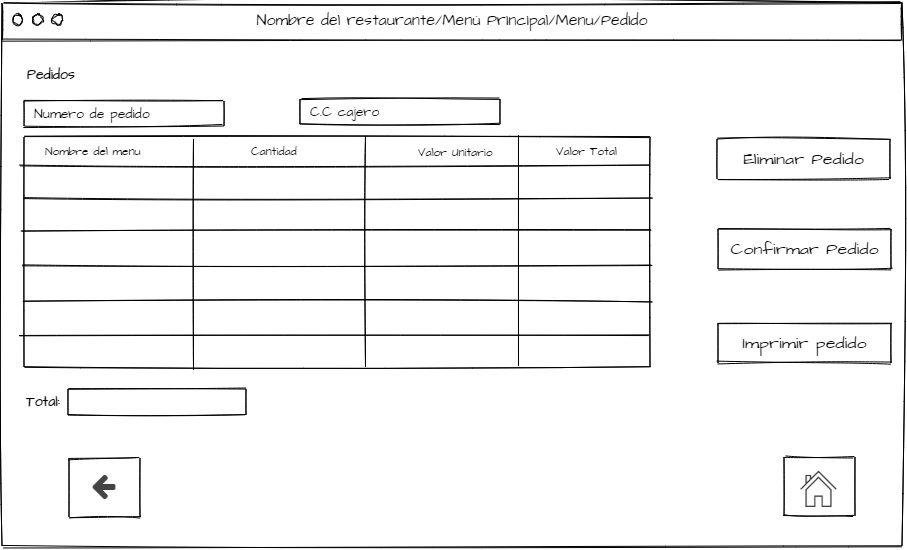 Nombre del restaurante/Menú Principal/Menu/Pedido
Pedidos
Numero de pedido
C.C cajero
Nombre del menu
Cantidad
Valor Unitario
Valor Total
Eliminar Pedido
Confirmar Pedido
Imprimir pedido
Total: